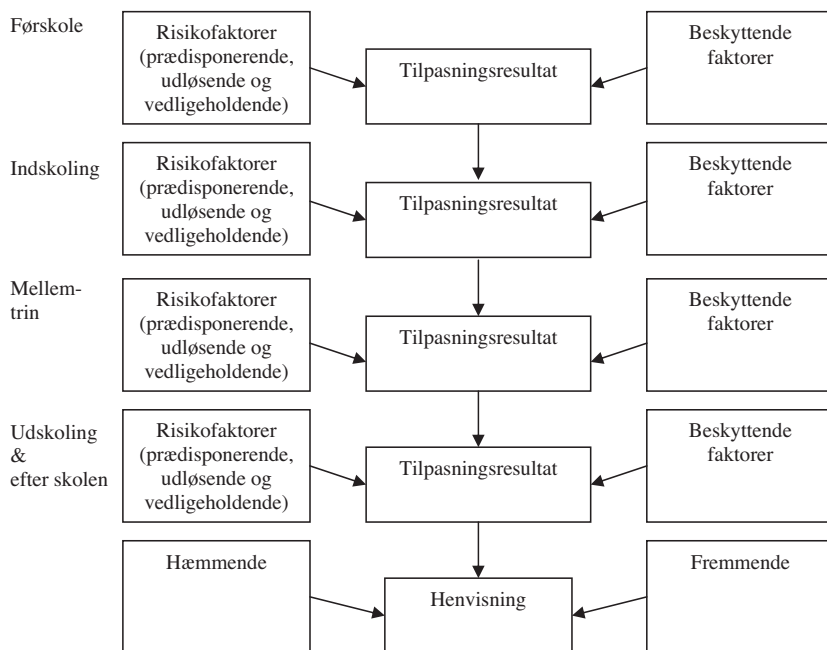 Førskole
Risikofaktorer
(prædisponerende,
udløsende og
vedligeholdende)
Tilpasningsresultat
Beskyttende
faktorer
Indskoling
Risikofaktorer
(prædisponerende,
udløsende og
vedligeholdende)
Tilpasningsresultat
Beskyttende
faktorer
Mellem-
trin
Risikofaktorer
(prædisponerende,
udløsende og
vedligeholdende)
Tilpasningsresultat
Beskyttende
faktorer
Udskoling
&
efter skolen
Risikofaktorer
(prædisponerende,
udløsende og
vedligeholdende)
Tilpasningsresultat
Beskyttende
faktorer
Hæmmende
Henvisning
Fremmende